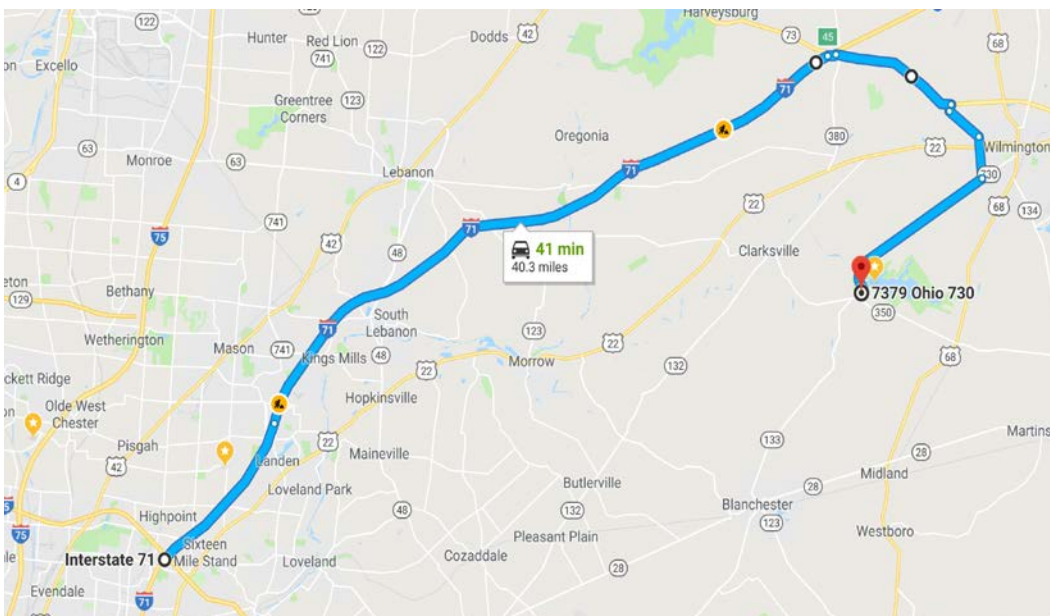 Harveysburg
122
Hunter
Red Lion
122
741
Dodds
42
73
45
68
Excello
71
Greentree
Corners
123
Oregonia
380
22
Wilmington
63
Monroe
63
Lebanon
71
730
4
741
22
68
134
75
42
48
71
41 min
40.3 miles
Clarksville
7379 Ohio 730
350
129
Bethany
South
Lebanon
71
Wetherington
Mason
741
Kings Mills
48
123
Morrow
22
22
132
68
Hopkinsville
Olde West
Chester
Pisgah
42
22
Landen
Maineville
133
28
Martins
Midland
Loveland Park
Butlerville
28
Blanchester
123
Highpoint
48
132
Pleasant Plain
Westboro
75
Interstate 71
Sixteen
Mile Stand
Loveland
Cozaddale
28
Evendale
71